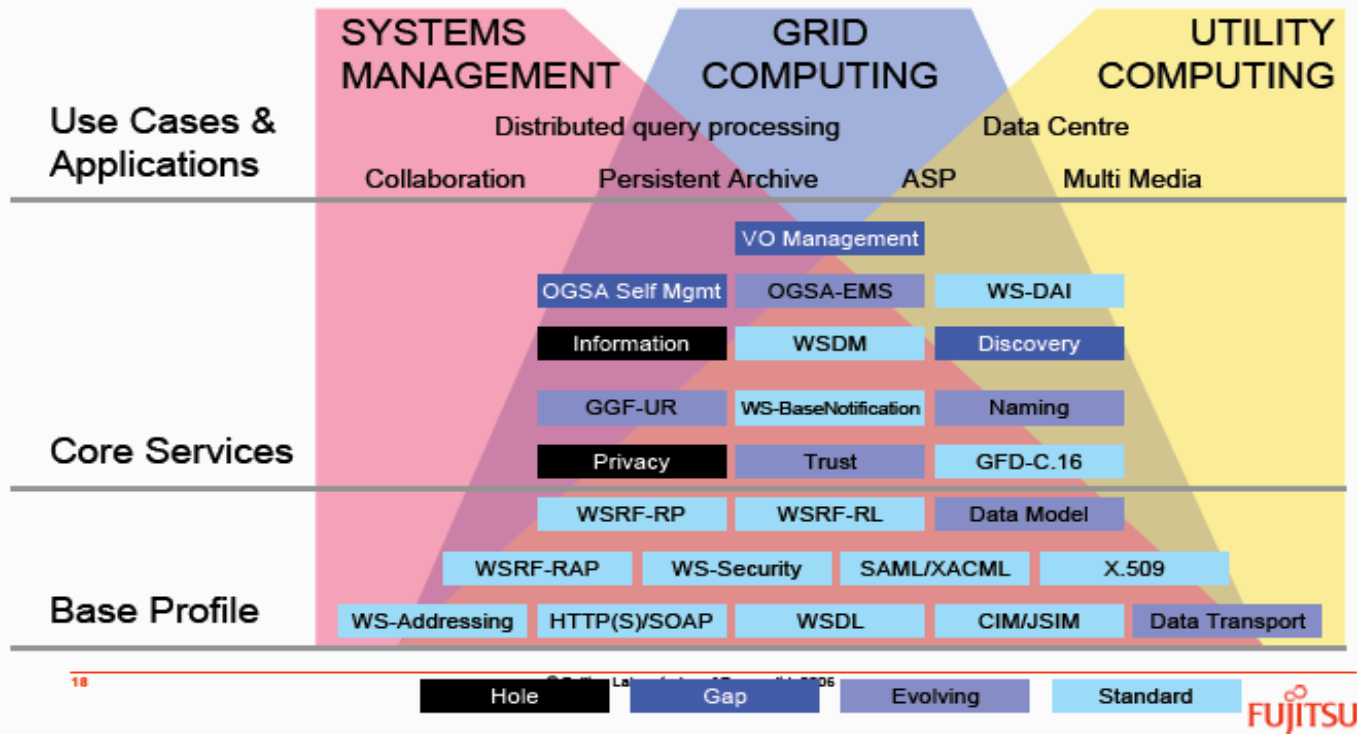 SYSTEMS
MANAGEMENT
GRID
COMPUTING
UTILITY
COMPUTING
Use Cases &
Applications
Distributed query processing
Data Centre
Collaboration
Persistent Archive
ASP
Multi Media
VO Management
OGSA Self Mgmt
OGSA-EMS
WS-DAI
Information
WSDM
Discovery
GGF-UR
WS-BaseNotification
Naming
Core Services
Privacy
Trust
GFD-C.16
WSRF-RP
WSRF-RL
Data Model
WSRF-RAP
WS-Security
SAML/XACML
X.509
Base Profile
WS-Addressing
HTTP(S)/SOAP
WSDL
CIM/JSIM
Data Transport
18
Hole
Gap
Evolving
Standard
FUJITSU